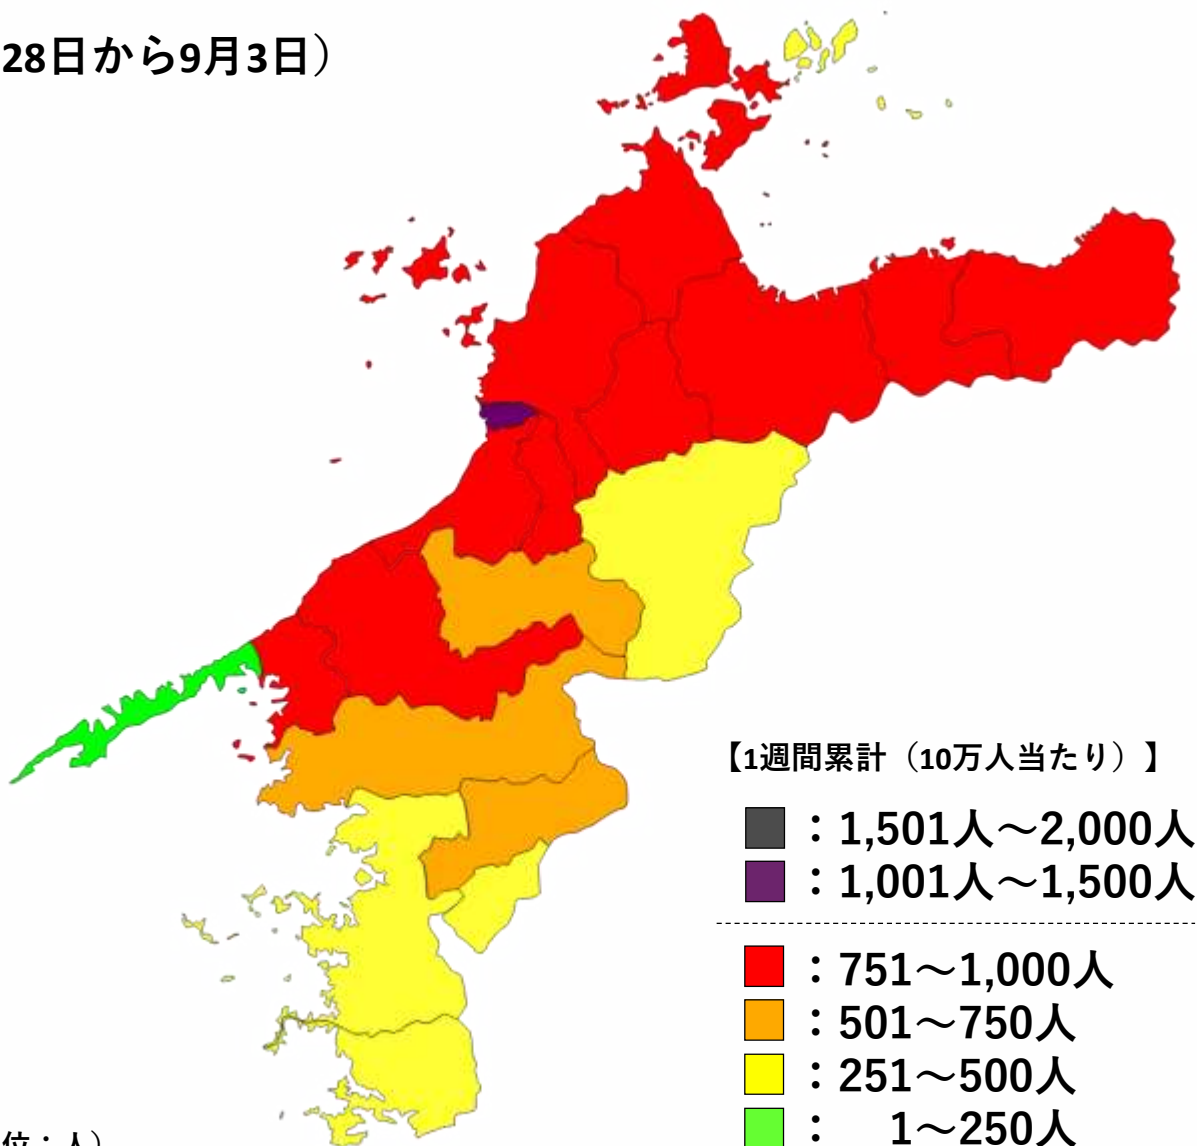 28日から9月3日）
【1週間累計（10万人当たり）】
：1,501人～2,000人
：1,001人～1,500人
：751～1,000人
：501～750人
：251～500人
：　1～250人
位：人）